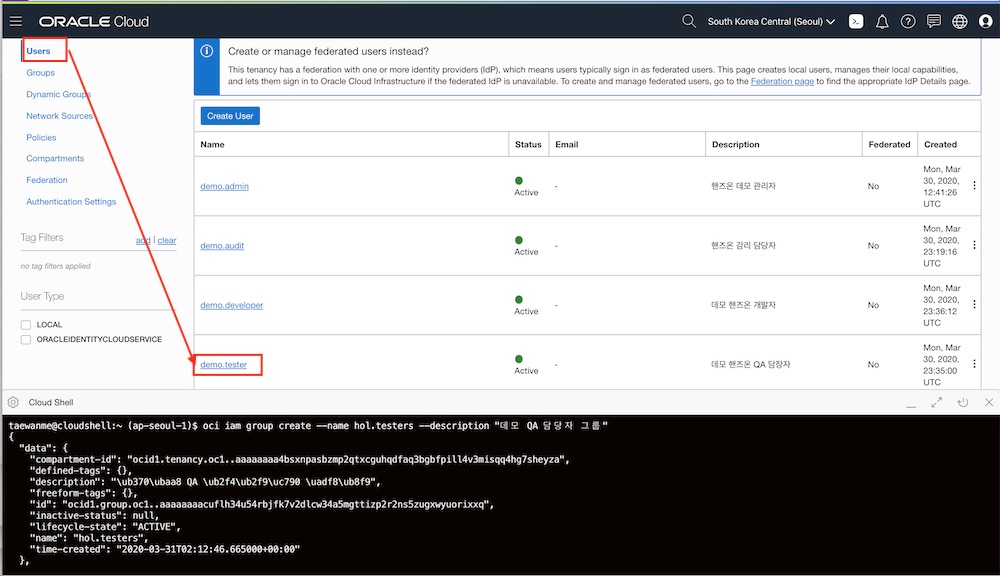 ORACLE Cloud
South Korea Central (Seoul)
Users
Groups
Dynamic Groups
Network Sources
Policies
Compartments
Federation
Authentication Settings
Tag Filters
add | clear
no tag filters applied
User Type
LOCAL
ORACLEIDENTITYCLOUDSERVICE
Create or manage federated users instead?
This tenancy has a federation with one or more identity providers (IdP), which means users typically sign in as federated users. This page creates local users, manages their local capabilities,
and lets them sign in to Oracle Cloud Infrastructure if the federated IdP is unavailable. To create and manage federated users, go to the Federation page to find the appropriate IdP Details page.
Create User
Name Status Email Description Federated Created
demo.admin Active - 핸즈온 데모 관리자 No Mon, Mar 30, 2020, 12:41:26 UTC
demo.audit Active - 핸즈온 감리 담당자 No Mon, Mar 30, 2020, 23:19:16 UTC
demo.developer Active - 데모 핸즈온 개발자 No Mon, Mar 30, 2020, 23:36:12 UTC
demo.tester Active - 데모 핸즈온 QA 담장자 No Mon, Mar 30, 2020, 23:35:00 UTC
Cloud Shell
taewanme@cloudshell:~ (ap-seoul-1)$ oci iam group create --name hol.testers --description "데모 QA 담당자 그룹"
{
"data": {
"compartment-id": "ocid1.tenancy.oc1..aaaaaaaa4bsxnpasbzmp2qtxcguhqdfaq3bgbfpill4v3misqq4hg7sheyza",
"defined-tags": {},
"description": "\ub370\ubaa8 QA \ub2f4\ub2f9\uc790 \uadf8\ub8f9",
"freeform-tags": {},
"id": "ocid1.group.oc1..aaaaaaaacuflh34u54rbjfk7v2dlcw34a5mgttizp2r2ns5zugxwyuorixxq",
"inactive-status": null,
"lifecycle-state": "ACTIVE",
"name": "hol.testers",
"time-created": "2020-03-31T02:12:46.665000+00:00"
},